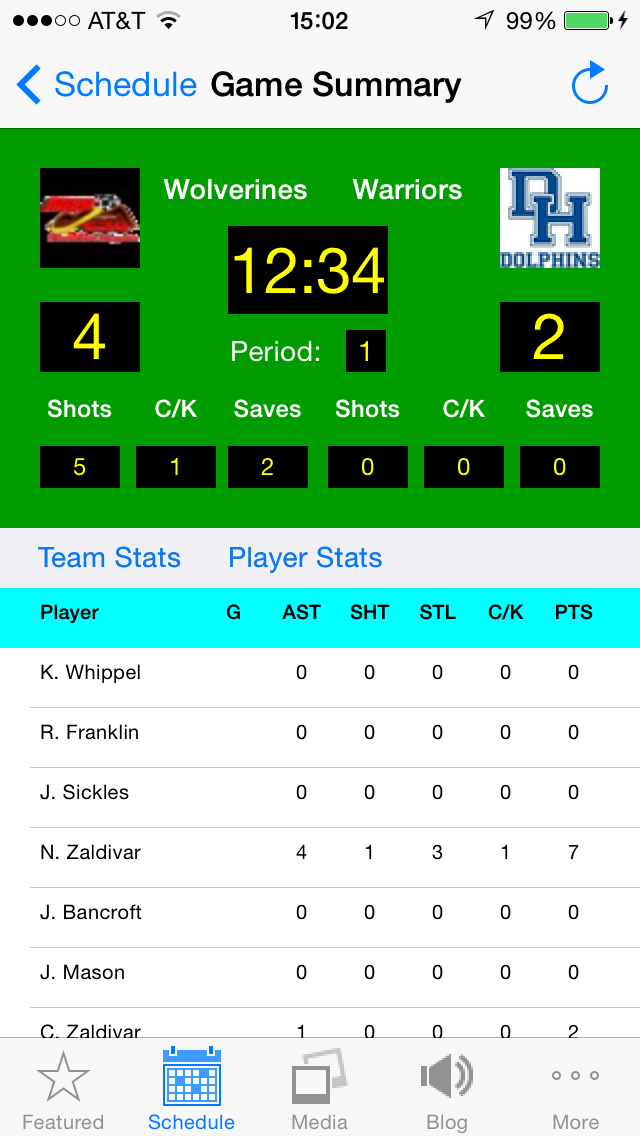 AT&T 15:02 99%
Schedule Game Summary
Wolverines Warriors
DH
DOLPHINS
12:34
4 2
Period: 1
Shots C/K Saves Shots C/K Saves
5 1 2 0 0 0
Team Stats Player Stats
Player G AST SHT STL C/K PTS
K. Whippel 0 0 0 0 0
R. Franklin 0 0 0 0 0
J. Sickles 0 0 0 0 0
N. Zaldivar 4 1 3 1 7
J. Bancroft 0 0 0 0 0
J. Mason 0 0 0 0 0
C. Zaldivar 1 0 0 0 2
Featured Schedule Media Blog More